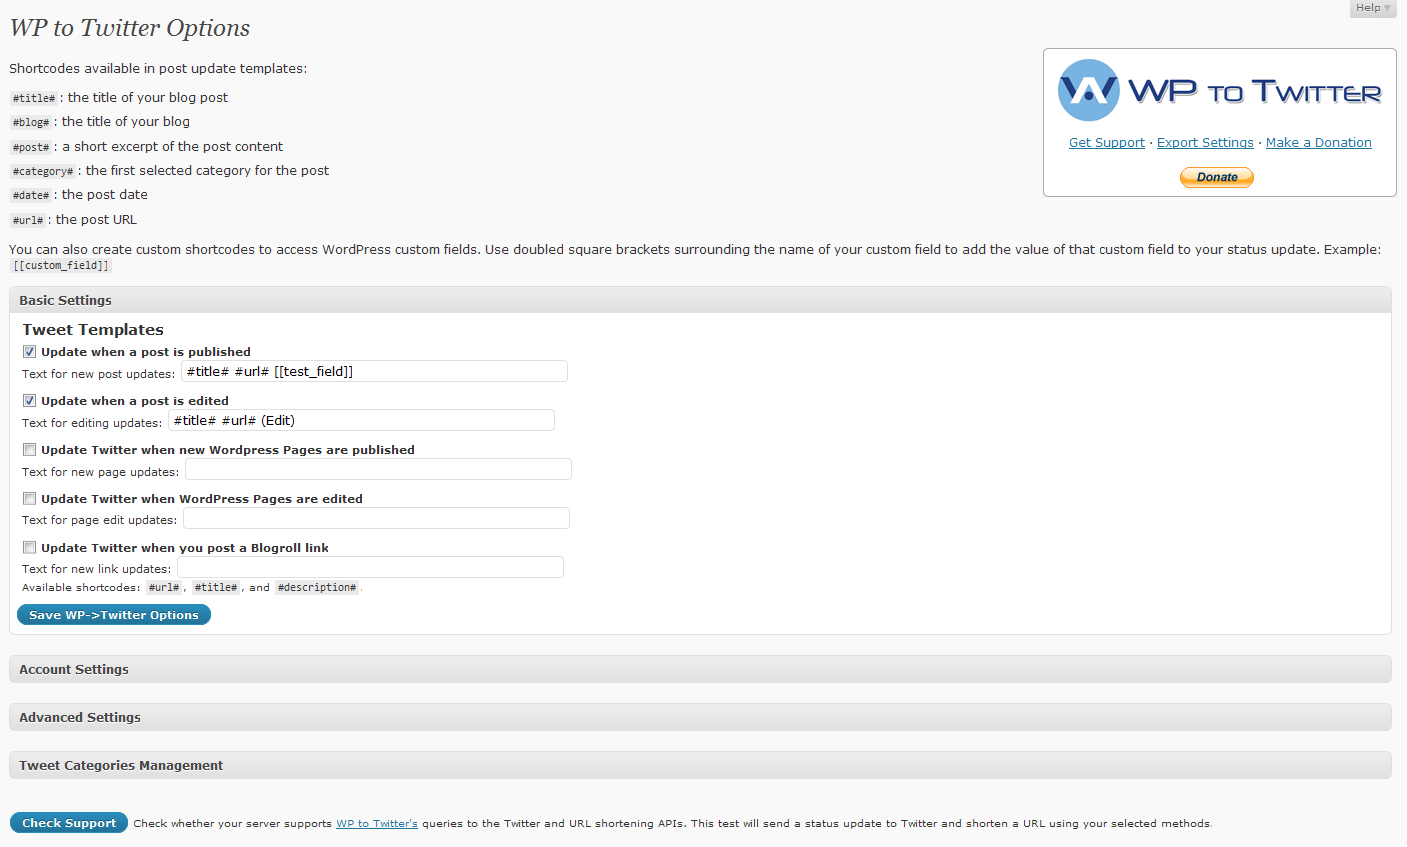 Help
WP to Twitter Options
Shortcodes available in post update templates:
#title# : the title of your blog post
#blog# : the title of your blog
#post# : a short excerpt of the post content
#category# : the first selected category for the post
#date# : the post date
#url# : the post URL
WP TO TWITTER
Get Support · Export Settings · Make a Donation
Donate
You can also create custom shortcodes to access WordPress custom fields. Use doubled square brackets surrounding the name of your custom field to add the value of that custom field to your status update. Example:
[[custom_field]]
Basic Settings
Tweet Templates
Update when a post is published
Text for new post updates: #title# #url# [[test_field]]
Update when a post is edited
Text for editing updates: #title# #url# (Edit)
Update Twitter when new Wordpress Pages are published
Text for new page updates:
Update Twitter when WordPress Pages are edited
Text for page edit updates:
Update Twitter when you post a Blogroll link
Text for new link updates:
Available shortcodes: #url#, #title#, and #description#.
Save WP->Twitter Options
Account Settings
Advanced Settings
Tweet Categories Management
Check Support Check whether your server supports WP to Twitter's queries to the Twitter and URL shortening APIs. This test will send a status update to Twitter and shorten a URL using your selected methods.